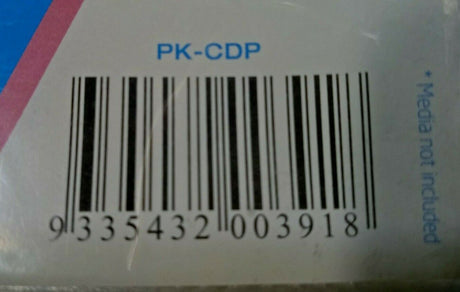 PK-CDP
9 335432 003918
* Media not included